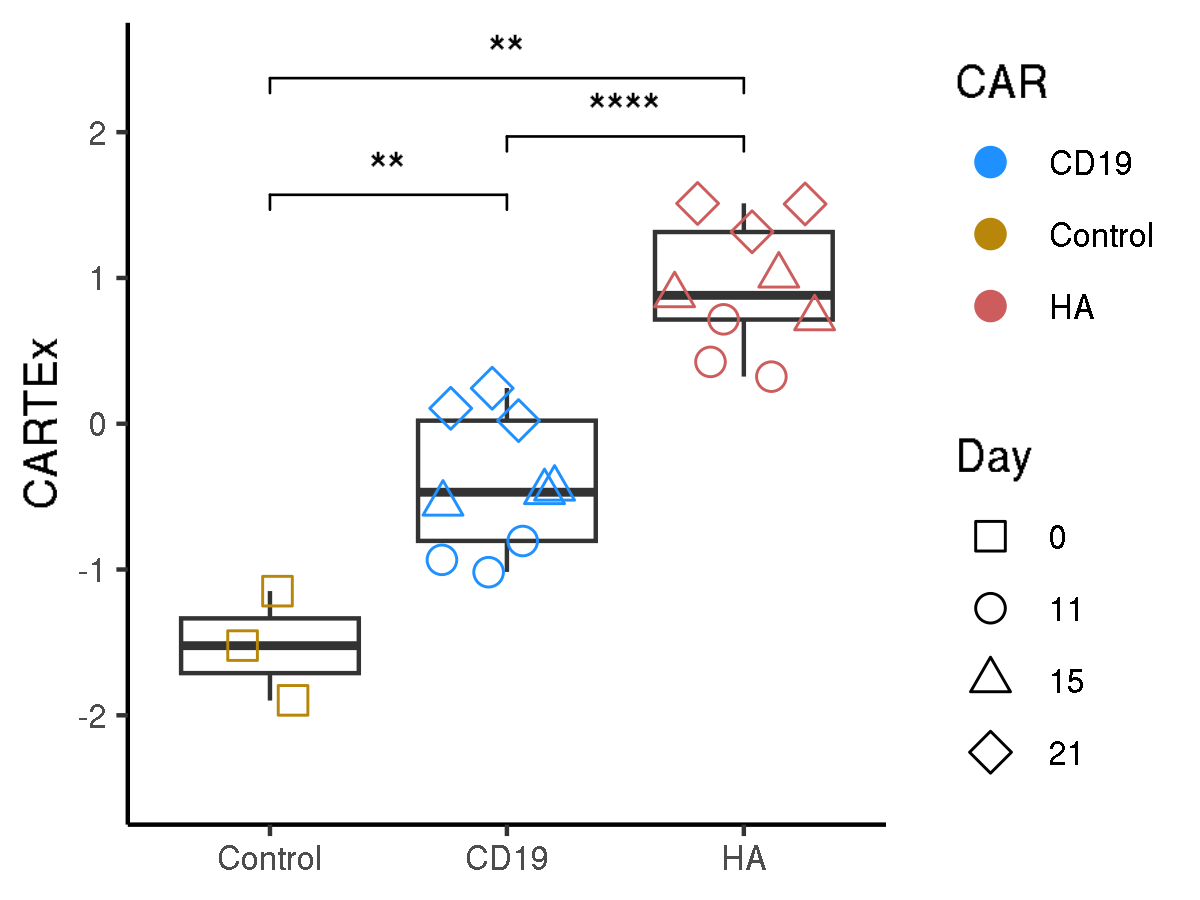 **
****
**
CARTEx
2
1
0
-1
-2
Control
CD19
HA
CAR
CD19
Control
HA
Day
0
11
15
21